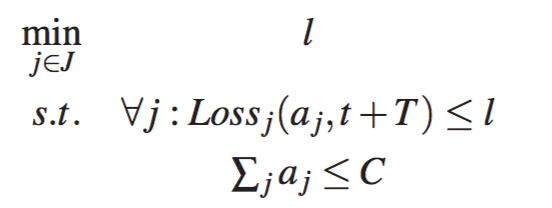 min j∈J l
s.t. ∀j : Loss_j(a_j, t + T) ≤ l
∑_j a_j ≤ C